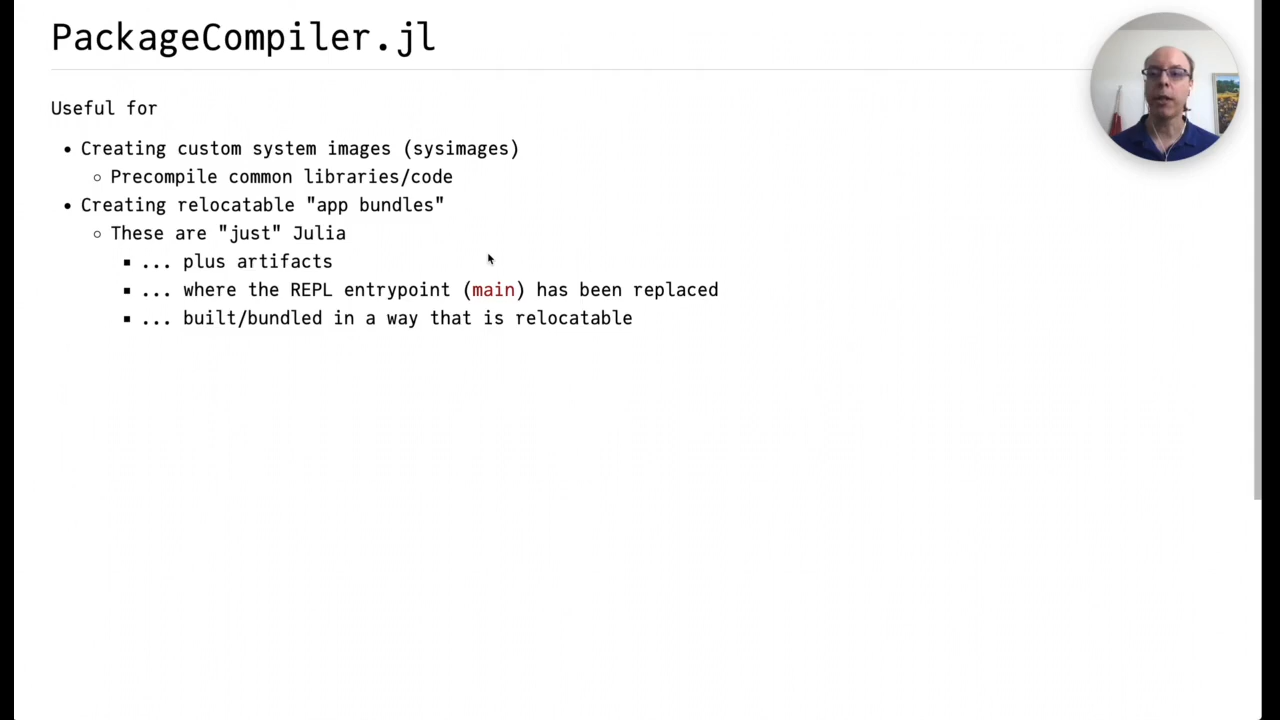 PackageCompiler.jl
Useful for
• Creating custom system images (sysimages)
◦ Precompile common libraries/code
• Creating relocatable "app bundles"
◦ These are "just" Julia
▪ ... plus artifacts
▪ ... where the REPL entrypoint (main) has been replaced
▪ ... built/bundled in a way that is relocatable